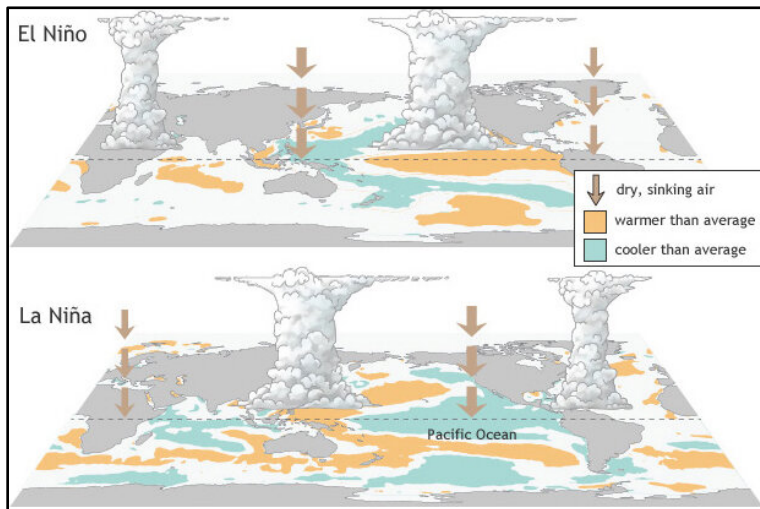 El Niño
dry, sinking air
warmer than average
cooler than average
La Niña
Pacific Ocean